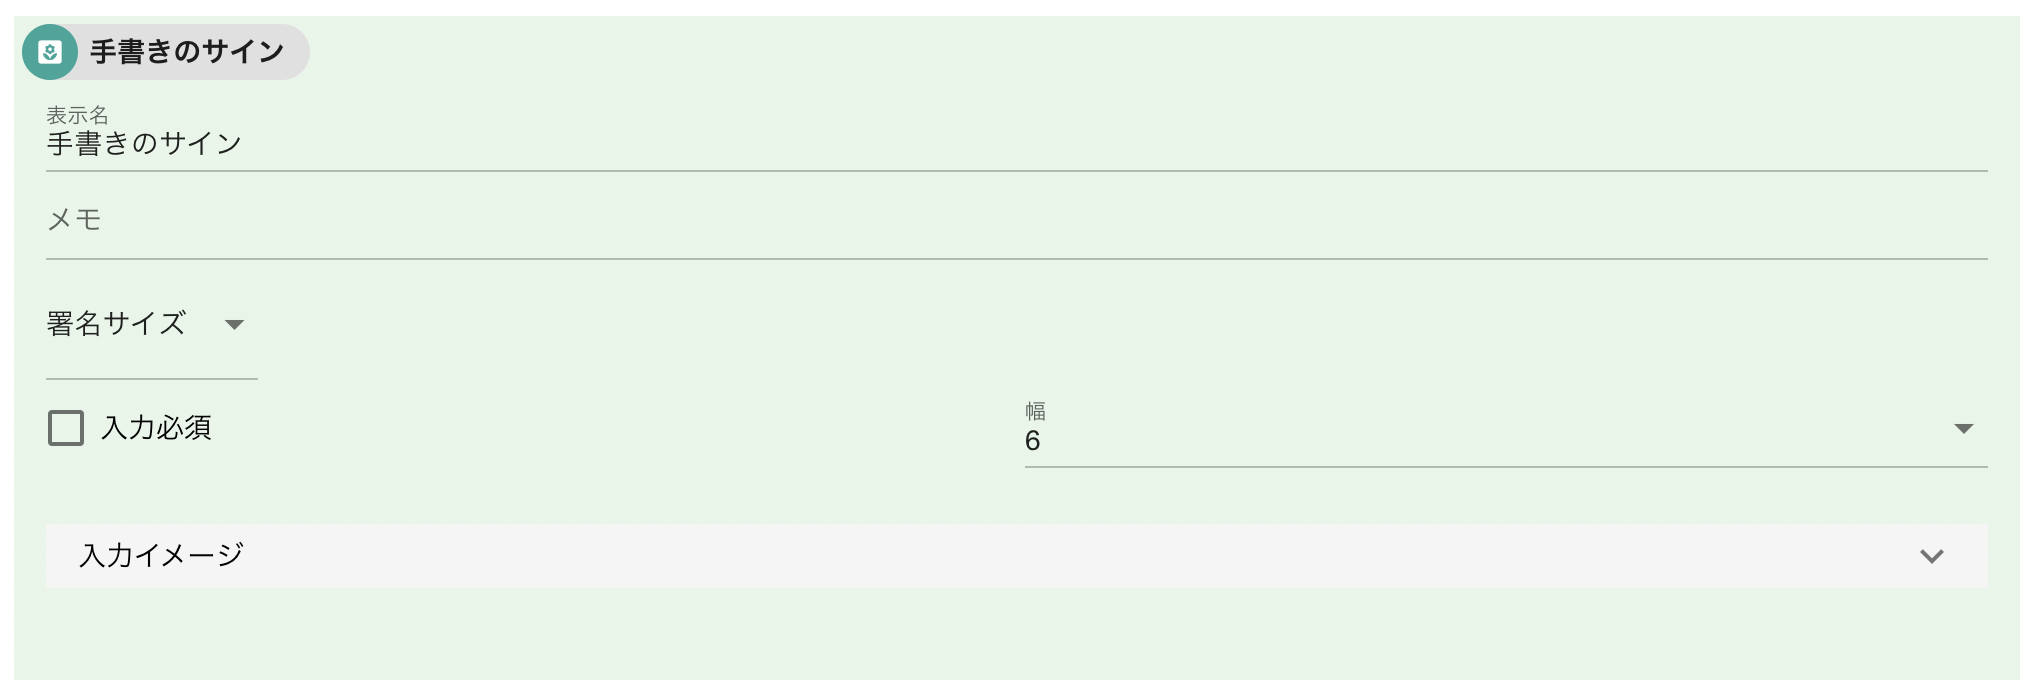 手書きのサイン
表示名
手書きのサイン
メモ
署名サイズ
入力必須
幅
6
入力イメージ